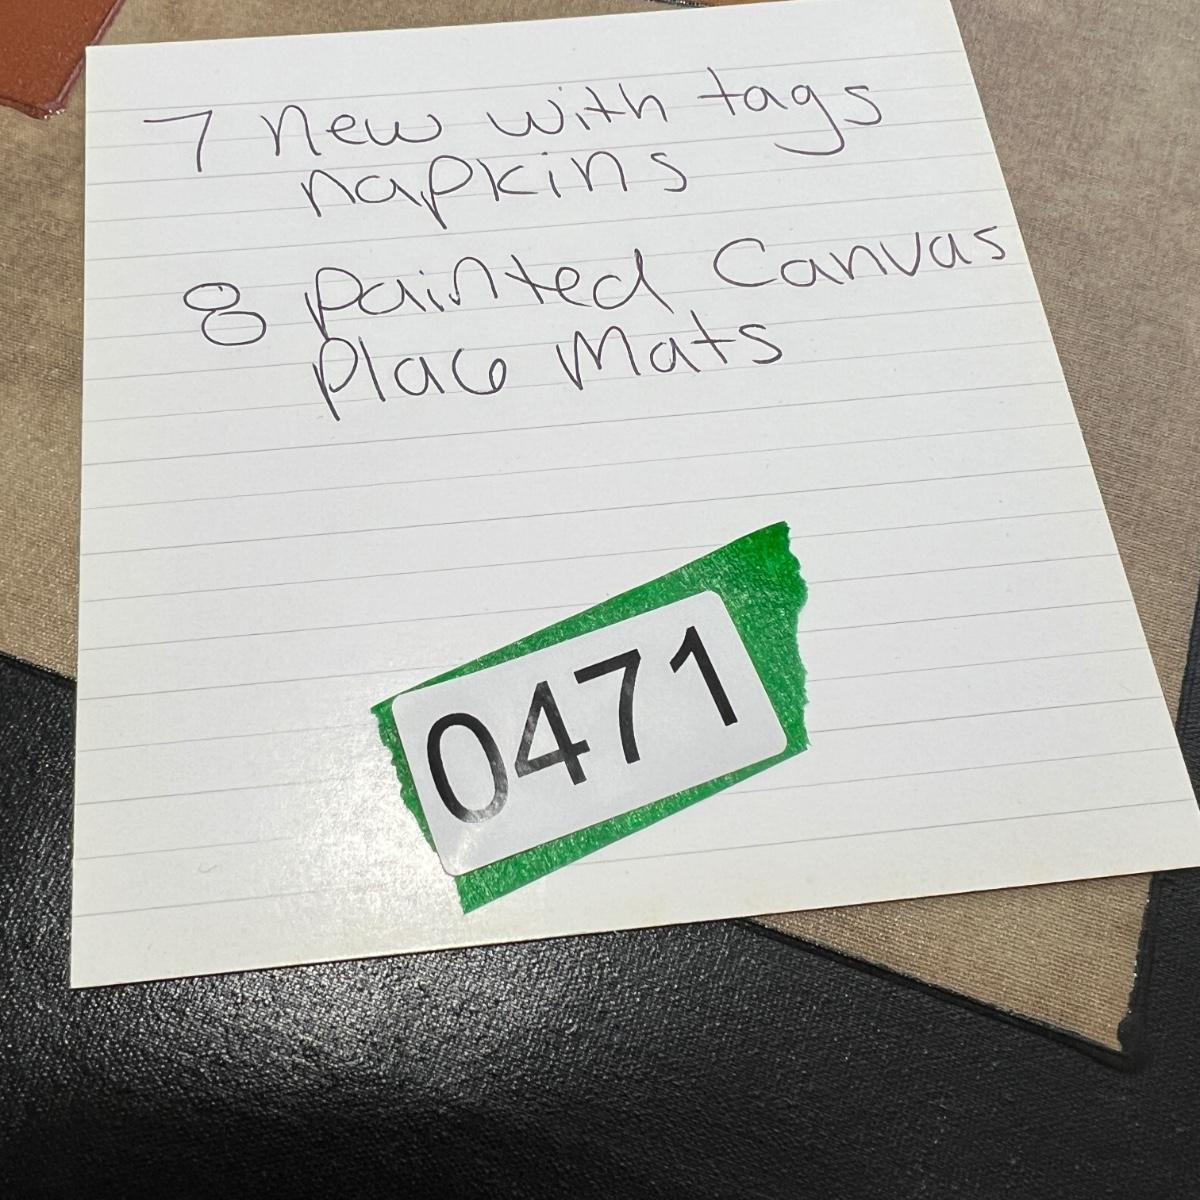 7 new with tags
napkins
8 painted Canvas
Place Mats
0471